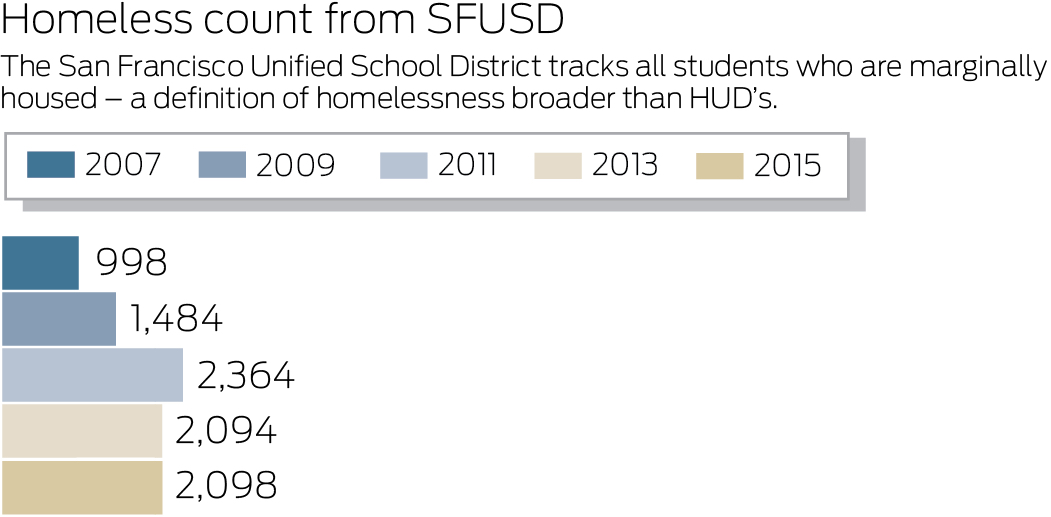 Homeless count from SFUSD
The San Francisco Unified School District tracks all students who are marginally
housed – a definition of homelessness broader than HUD’s.
2007 2009 2011 2013 2015
998
1,484
2,364
2,094
2,098